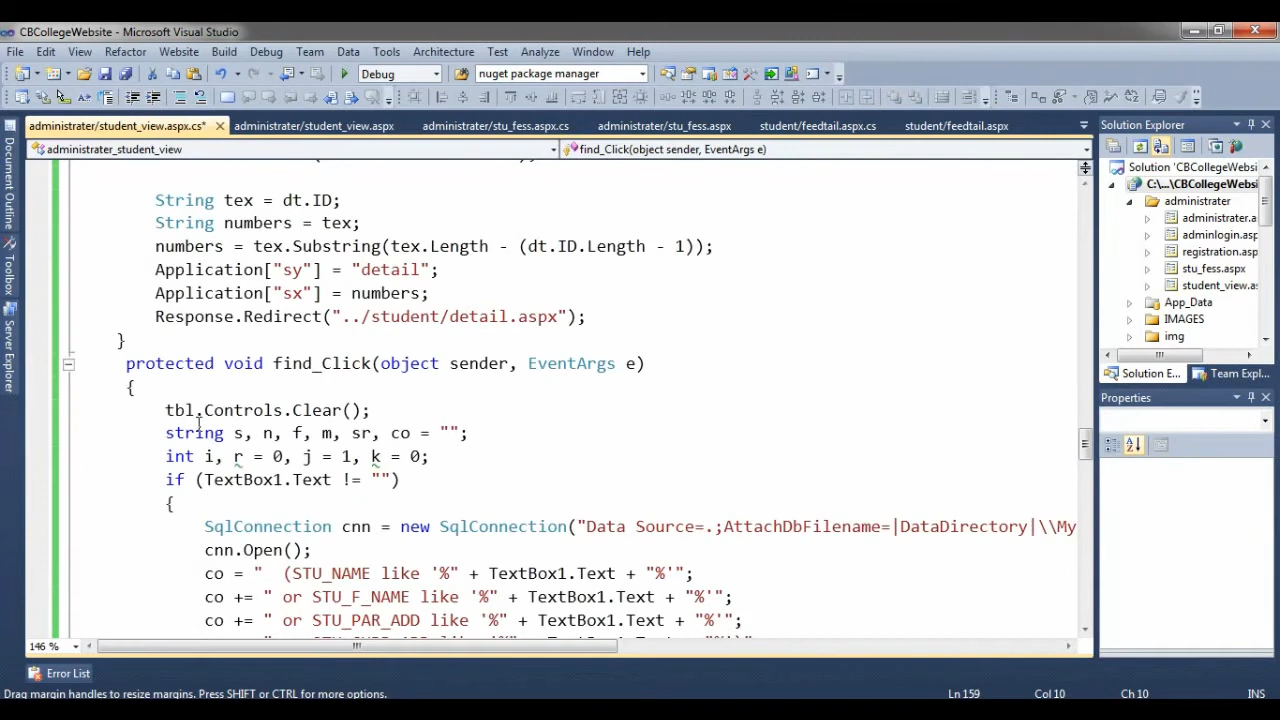 CBCollegeWebsite - Microsoft Visual Studio
File Edit View Refactor Website Build Debug Team Data Tools Architecture Test Analyze Window Help
Debug nuget package manager
administrater/student_view.aspx.cs* administrater/student_view.aspx administrater/stu_fess.aspx.cs administrater/stu_fess.aspx student/feedtail.aspx.cs student/feedtail.aspx
administrater_student_view find_Click(object sender, EventArgs e)
String tex = dt.ID;
String numbers = tex;
numbers = tex.Substring(tex.Length - (dt.ID.Length - 1));
Application["sy"] = "detail";
Application["sx"] = numbers;
Response.Redirect("../student/detail.aspx");
}
protected void find_Click(object sender, EventArgs e)
{
tbl.Controls.Clear();
string s, n, f, m, sr, co = "";
int i, r = 0, j = 1, k = 0;
if (TextBox1.Text != "")
{
SqlConnection cnn = new SqlConnection("Data Source=.;AttachDbFilename=|DataDirectory|\\My
cnn.Open();
co = "  (STU_NAME like '%" + TextBox1.Text + "%'";
co += " or STU_F_NAME like '%" + TextBox1.Text + "%'";
co += " or STU_PAR_ADD like '%" + TextBox1.Text + "%'";
146 %
Error List
Drag margin handles to resize margins. Press SHIFT or CTRL for more options.
Ln 159 Col 10 Ch 10 INS
Document Outline
Toolbox
Server Explorer
Solution Explorer
Solution 'CBCollegeWebsi
C:\...\CBCollegeWebsi
administrater
administrater.a
adminlogin.asp
registration.asp
stu_fess.aspx
student_view.as
App_Data
IMAGES
img
Solution E... Team Expl...
Properties